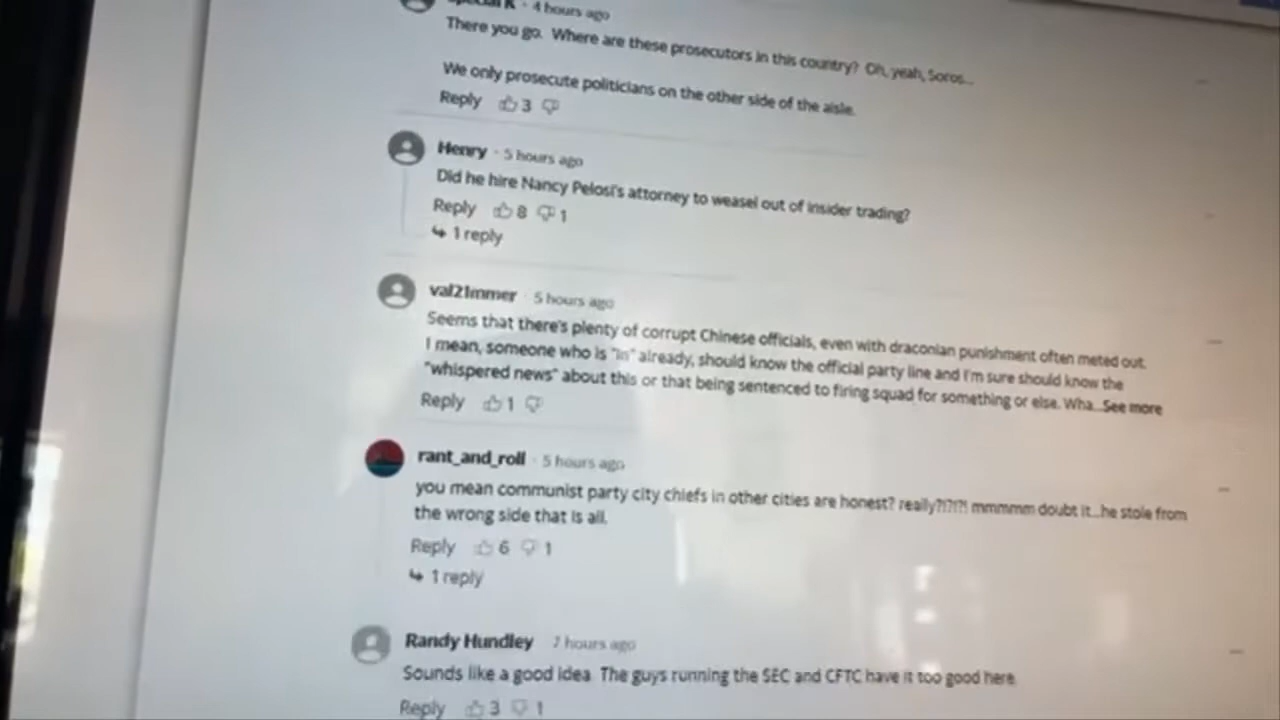 4 hours ago
There you go. Where are these prosecutors in this country? Oh, yeah, Soros...
We only prosecute politicians on the other side of the aisle.
Reply 3
Henry · 5 hours ago
Did he hire Nancy Pelosi's attorney to weasel out of insider trading?
Reply 8 1
↳ 1 reply
val21mmer · 5 hours ago
Seems that there's plenty of corrupt Chinese officials, even with draconian punishment often meted out.
I mean, someone who is "in" already, should know the official party line and I'm sure should know the
"whispered news" about this or that being sentenced to firing squad for something or else. Wha...See more
Reply 1
rant_and_roll · 5 hours ago
you mean communist party city chiefs in other cities are honest? really?!?!?! mmmmm doubt it...he stole from
the wrong side that is all.
Reply 6 1
↳ 1 reply
Randy Hundley 7 hours ago
Sounds like a good idea. The guys running the SEC and CFTC have it too good here.
Reply 3 1